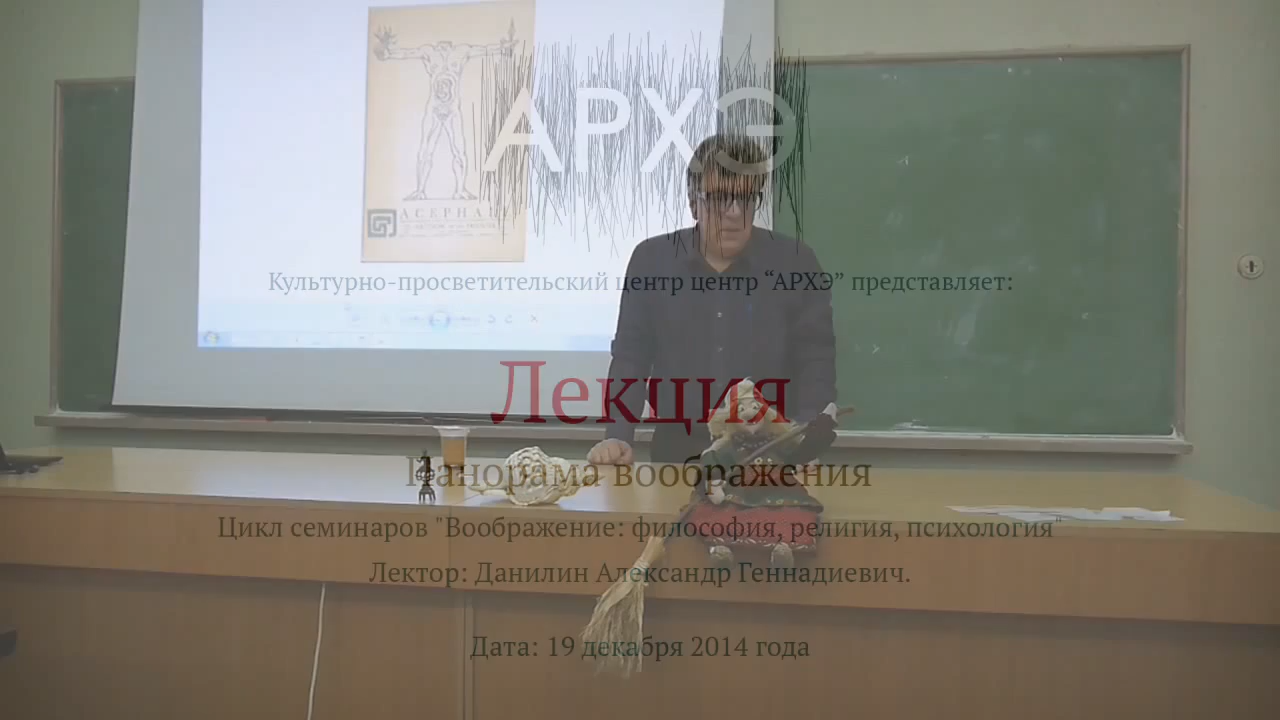 АРХЭ
Культурно-просветительский центр центр “АРХЭ” представляет:
Лекция
Панорама воображения
Цикл семинаров "Воображение: философия, религия, психология"
Лектор: Данилин Александр Геннадиевич.
Дата: 19 декабря 2014 года